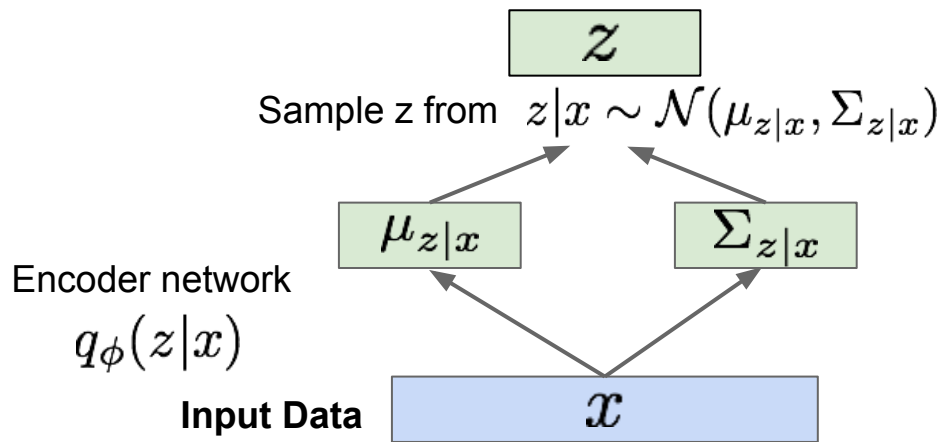 z
Sample z from z|x ∼ 𝒩(μ_{z|x}, Σ_{z|x})
μ_{z|x} Σ_{z|x}
Encoder network
q_ϕ(z|x)
Input Data x